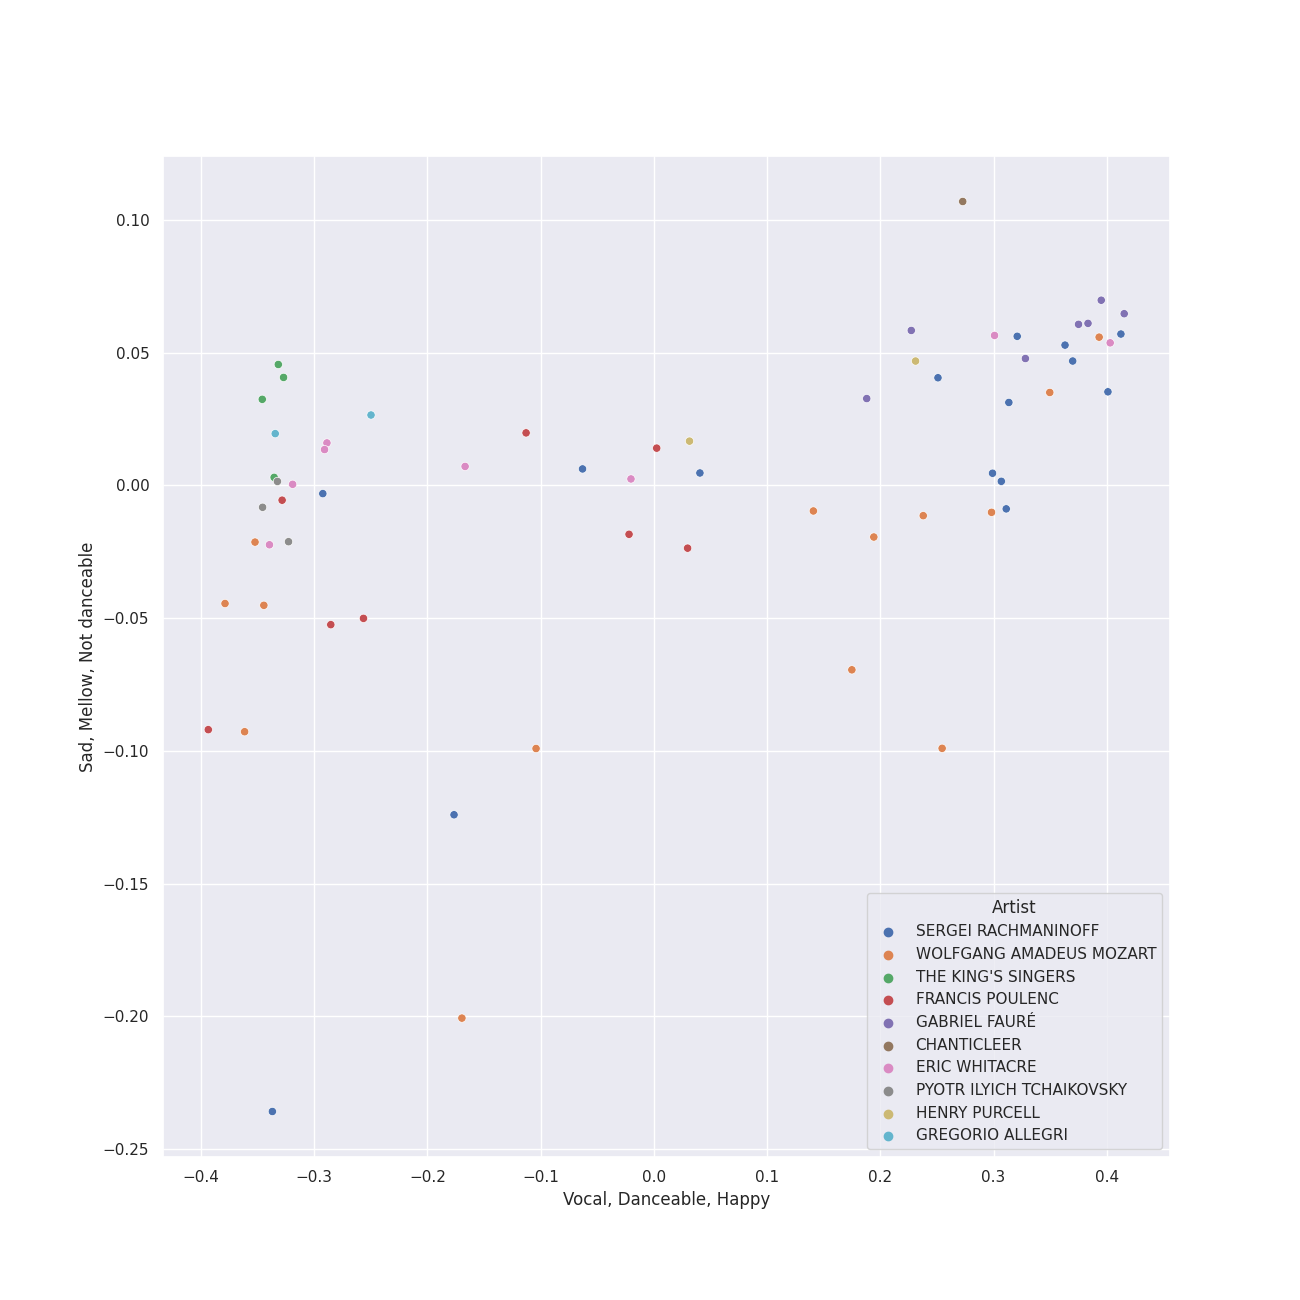 0.10
0.05
0.00
−0.05
−0.10
−0.15
−0.20
−0.25
Sad, Mellow, Not danceable
−0.4 −0.3 −0.2 −0.1 0.0 0.1 0.2 0.3 0.4
Vocal, Danceable, Happy
Artist
SERGEI RACHMANINOFF
WOLFGANG AMADEUS MOZART
THE KING'S SINGERS
FRANCIS POULENC
GABRIEL FAURÉ
CHANTICLEER
ERIC WHITACRE
PYOTR ILYICH TCHAIKOVSKY
HENRY PURCELL
GREGORIO ALLEGRI